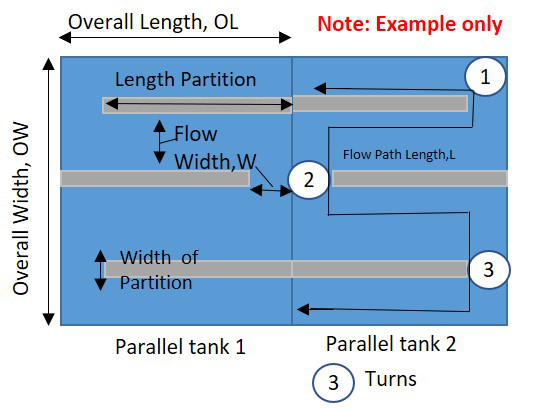 Overall Length, OL
Note: Example only
1
Length Partition
Flow
Width,W
Flow Path Length,L
2
Overall Width, OW
Width of
Partition
3
Parallel tank 1
Parallel tank 2
3 Turns